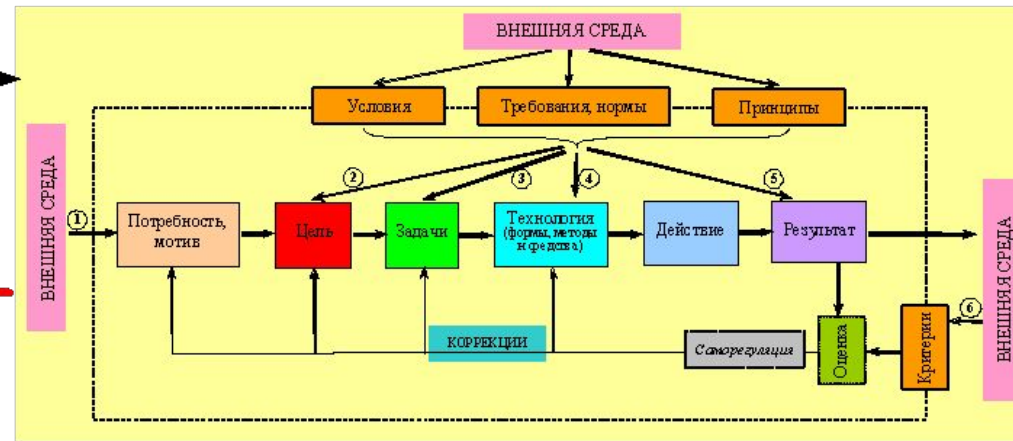 ВНЕШНЯЯ СРЕДА
Условия
Требования, нормы
Принципы
ВНЕШНЯЯ СРЕДА
1
2
3
4
5
Потребность,
мотив
Цель
Задачи
Технология
(формы, методы
и средства)
Действие
Результат
ВНЕШНЯЯ СРЕДА
6
КОРРЕКЦИИ
Саморегуляция
Оценка
Критерии